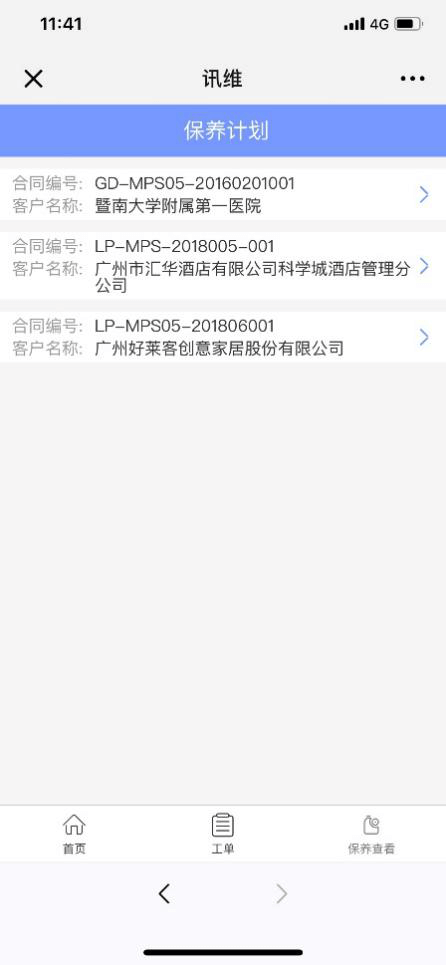 11:41
4G
讯维
保养计划
合同编号: GD-MPS05-20160201001
客户名称: 暨南大学附属第一医院
合同编号: LP-MPS-2018005-001
客户名称: 广州市汇华酒店有限公司科学城酒店管理分
公司
合同编号: LP-MPS05-201806001
客户名称: 广州好莱客创意家居股份有限公司
首页
工单
保养查看